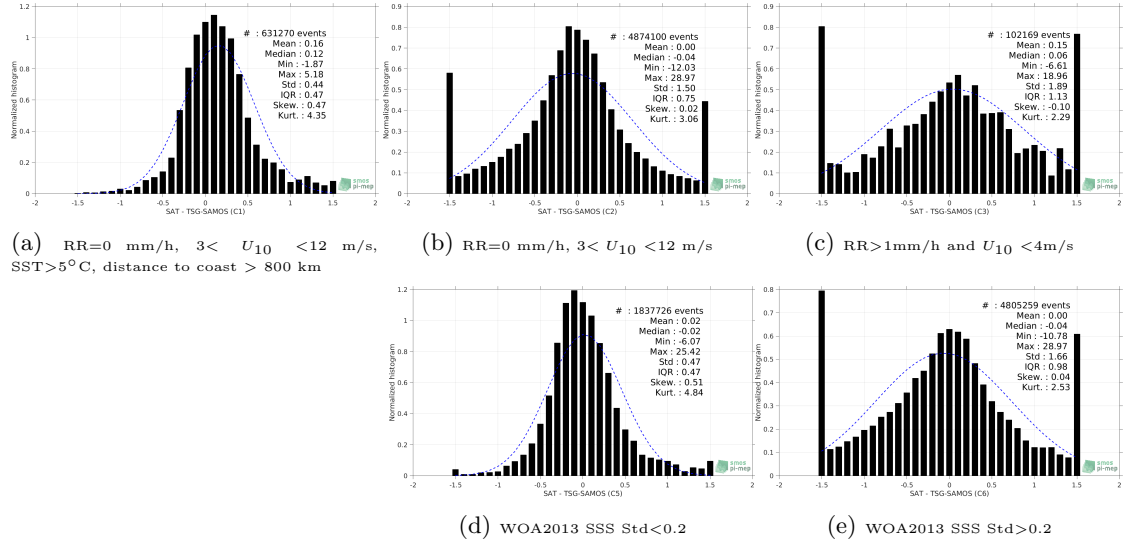 1.2
1
0.8
0.6
0.4
0.2
0
Normalized histogram
# : 631270 events
Mean : 0.16
Median : 0.12
Min : -1.87
Max : 5.18
Std : 0.44
IQR : 0.47
Skew. : 0.47
Kurt. : 4.35
smos
pi-mep
-2 -1.5 -1 -0.5 0 0.5 1 1.5 2
SAT - TSG-SAMOS (C1)
(a) RR=0 mm/h, 3< U10 <12 m/s,
SST>5°C, distance to coast > 800 km
0.9
0.8
0.7
0.6
0.5
0.4
0.3
0.2
0.1
0
Normalized histogram
# : 4874100 events
Mean : 0.00
Median : -0.04
Min : -12.03
Max : 28.97
Std : 1.50
IQR : 0.75
Skew. : 0.02
Kurt. : 3.06
smos
pi-mep
-2 -1.5 -1 -0.5 0 0.5 1 1.5 2
SAT - TSG-SAMOS (C2)
(b) RR=0 mm/h, 3< U10 <12 m/s
0.9
0.8
0.7
0.6
0.5
0.4
0.3
0.2
0.1
0
Normalized histogram
# : 102169 events
Mean : 0.15
Median : 0.06
Min : -6.61
Max : 18.96
Std : 1.89
IQR : 1.13
Skew. : -0.10
Kurt. : 2.29
smos
pi-mep
-2 -1.5 -1 -0.5 0 0.5 1 1.5 2
SAT - TSG-SAMOS (C3)
(c) RR>1mm/h and U10 <4m/s
1.2
1
0.8
0.6
0.4
0.2
0
Normalized histogram
# : 1837726 events
Mean : 0.02
Median : -0.02
Min : -6.07
Max : 25.42
Std : 0.47
IQR : 0.47
Skew. : 0.51
Kurt. : 4.84
smos
pi-mep
-2 -1.5 -1 -0.5 0 0.5 1 1.5 2
SAT - TSG-SAMOS (C5)
(d) WOA2013 SSS Std<0.2
0.8
0.7
0.6
0.5
0.4
0.3
0.2
0.1
0
Normalized histogram
# : 4805259 events
Mean : 0.00
Median : -0.04
Min : -10.78
Max : 28.97
Std : 1.66
IQR : 0.98
Skew. : 0.04
Kurt. : 2.53
smos
pi-mep
-2 -1.5 -1 -0.5 0 0.5 1 1.5 2
SAT - TSG-SAMOS (C6)
(e) WOA2013 SSS Std>0.2